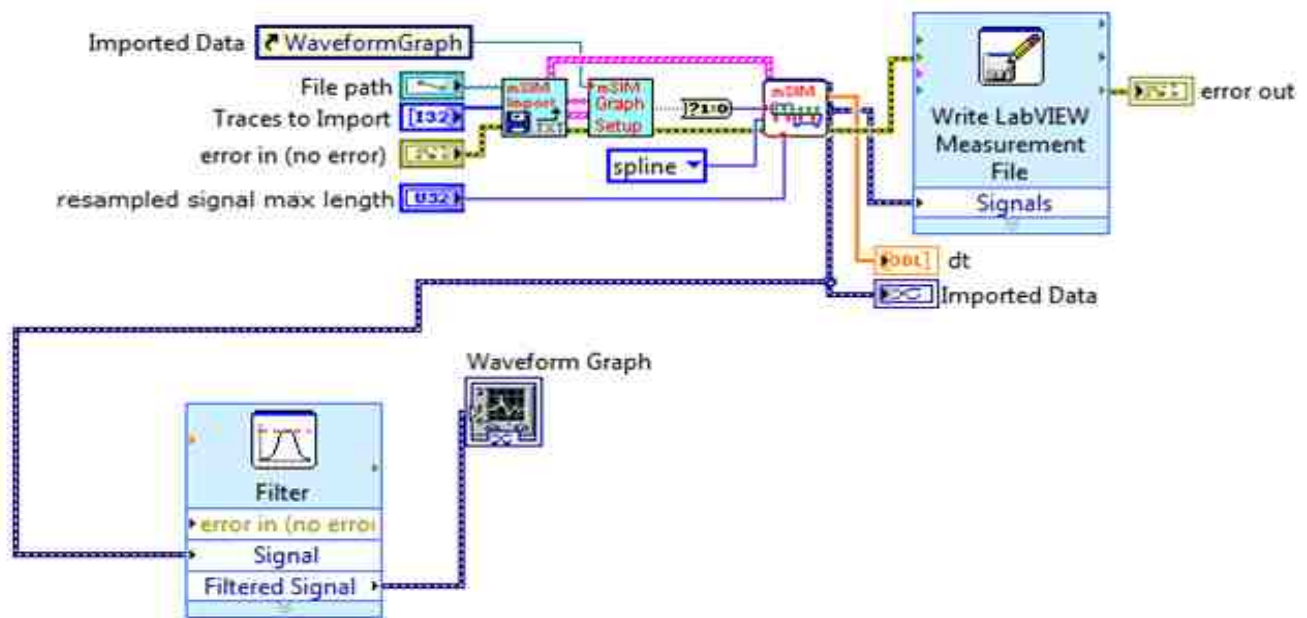 Imported Data
WaveformGraph
File path
Traces to Import
[I32]
error in (no error)
resampled signal max length
U32
mSIM
Import
TXT
mSIM
Graph
Setup
?1:0
spline
mSIM
Write LabVIEW
Measurement
File
Signals
error out
[DBL]
dt
Imported Data
Waveform Graph
Filter
error in (no error
Signal
Filtered Signal